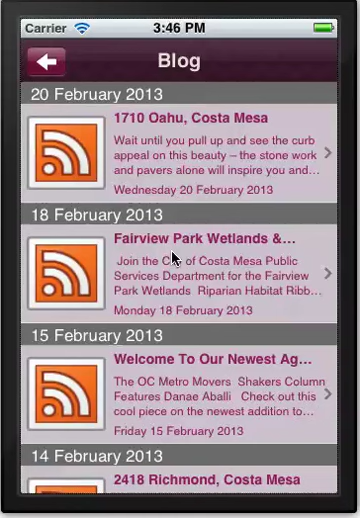 Carrier 3:46 PM
Blog
20 February 2013
1710 Oahu, Costa Mesa
Wait until you pull up and see the curb
appeal on this beauty – the stone work
and pavers alone will inspire you and...
Wednesday 20 February 2013
18 February 2013
Fairview Park Wetlands &...
Join the of Costa Mesa Public
Services Department for the Fairview
Park Wetlands Riparian Habitat Ribb...
Monday 18 February 2013
15 February 2013
Welcome To Our Newest Ag...
The OC Metro Movers Shakers Column
Features Danae Aballi Check out this
cool piece on the newest addition to...
Friday 15 February 2013
14 February 2013
2418 Richmond, Costa Mesa